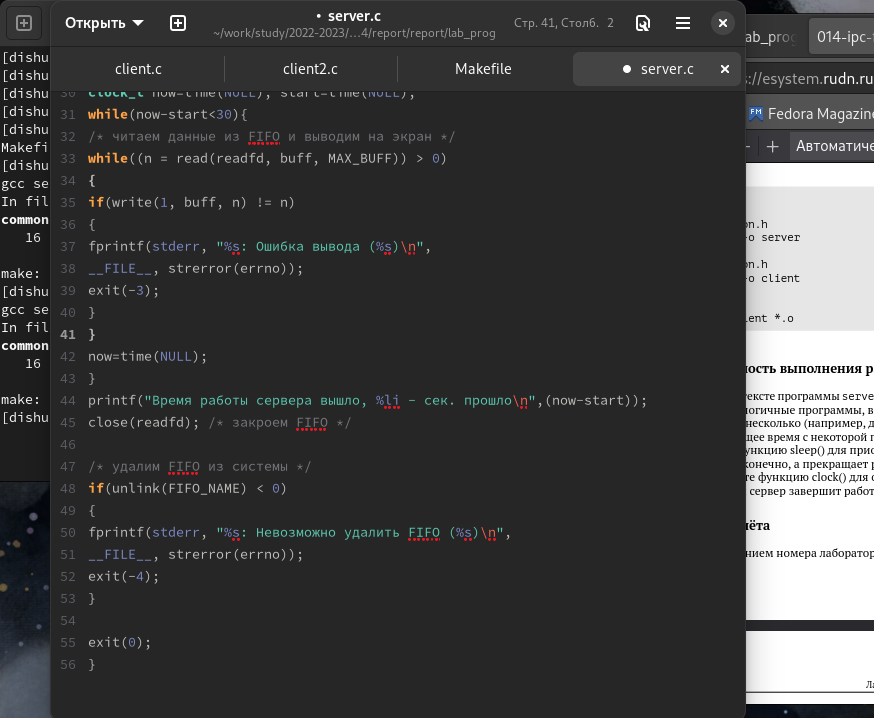 Открыть
server.c
~/work/study/2022-2023/…4/report/report/lab_prog
Стр. 41, Столб. 2
client.c
client2.c
Makefile
server.c
30 clock_t now=time(NULL), start=time(NULL);
31 while(now-start<30){
32 /* читаем данные из FIFO и выводим на экран */
33 while((n = read(readfd, buff, MAX_BUFF)) > 0)
34 {
35 if(write(1, buff, n) != n)
36 {
37 fprintf(stderr, "%s: Ошибка вывода (%s)\n",
38 __FILE__, strerror(errno));
39 exit(-3);
40 }
41 }
42 now=time(NULL);
43 }
44 printf("Время работы сервера вышло, %li - сек. прошло\n",(now-start));
45 close(readfd); /* закроем FIFO */
46
47 /* удалим FIFO из системы */
48 if(unlink(FIFO_NAME) < 0)
49 {
50 fprintf(stderr, "%s: Невозможно удалить FIFO (%s)\n",
51 __FILE__, strerror(errno));
52 exit(-4);
53 }
54
55 exit(0);
56 }
[dishu
[dishu
[dishu
[dishu
[dishu
Makefi
[dishu
gcc se
In fil
common
16
make:
[dishu
gcc se
In fil
common
16
make:
[dishu
ab_prog
014-ipc-
://esystem.rudn.ru
FM Fedora Magazine
Автоматиче
on.h
-o server
on.h
-o client
ient *.o
ность выполнения р
тексте программы serve
логичные программы, в
несколько (например, д
щее время с некоторой п
ункцию sleep() для прио
конечно, а прекращает р
те функцию clock() для о
сервер завершит работ
чёта
нием номера лаборатор
Ла